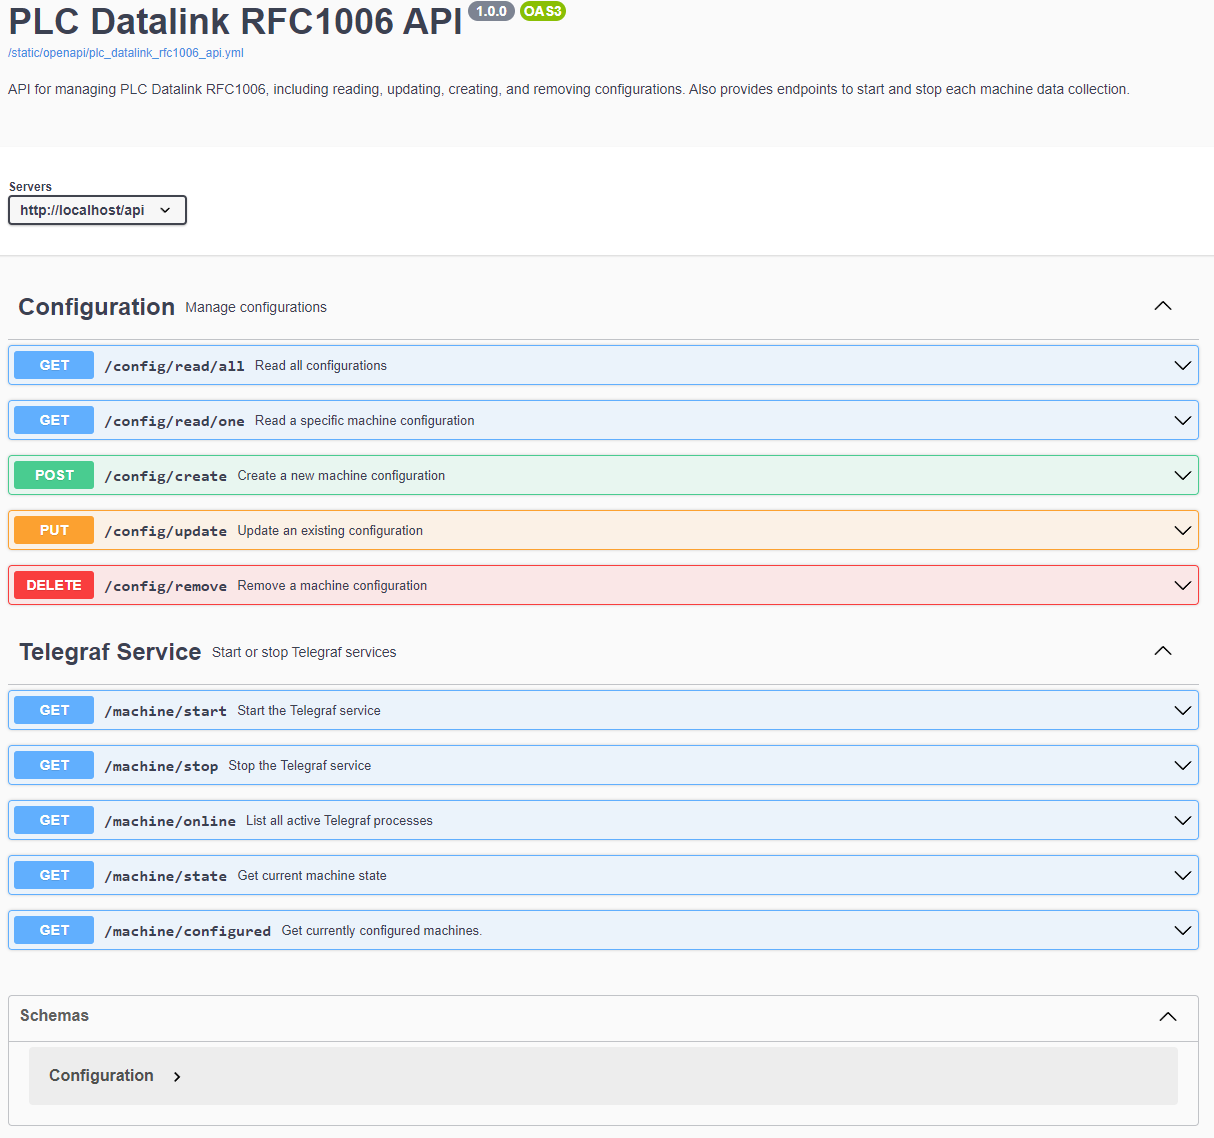 PLC Datalink RFC1006 API 1.0.0 OAS3
/static/openapi/plc_datalink_rfc1006_api.yml
API for managing PLC Datalink RFC1006, including reading, updating, creating, and removing configurations. Also provides endpoints to start and stop each machine data collection.
Servers
http://localhost/api
Configuration Manage configurations
GET /config/read/all Read all configurations
GET /config/read/one Read a specific machine configuration
POST /config/create Create a new machine configuration
PUT /config/update Update an existing configuration
DELETE /config/remove Remove a machine configuration
Telegraf Service Start or stop Telegraf services
GET /machine/start Start the Telegraf service
GET /machine/stop Stop the Telegraf service
GET /machine/online List all active Telegraf processes
GET /machine/state Get current machine state
GET /machine/configured Get currently configured machines.
Schemas
Configuration